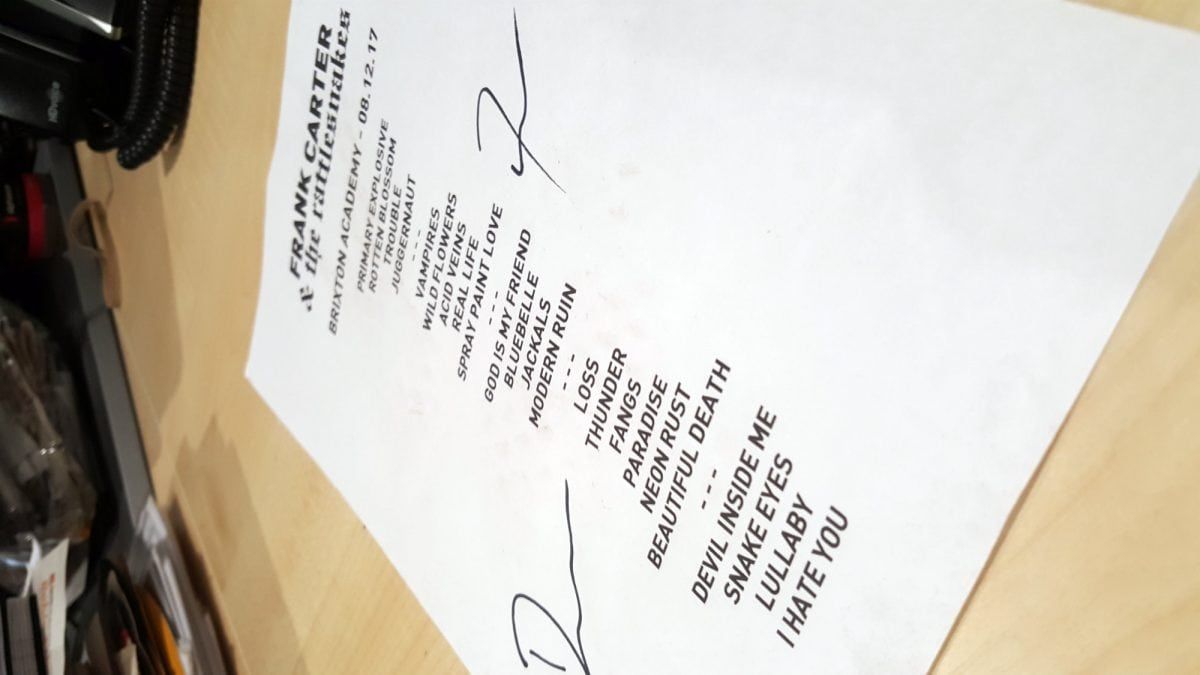 FRANK CARTER
& the rattlesnakes
BRIXTON ACADEMY - 08.12.17
PRIMARY EXPLOSIVE
ROTTEN BLOSSOM
TROUBLE
JUGGERNAUT
---
VAMPIRES
WILD FLOWERS
ACID VEINS
REAL LIFE
SPRAY PAINT LOVE
---
GOD IS MY FRIEND
BLUEBELLE
JACKALS
MODERN RUIN
---
LOSS
THUNDER
FANGS
PARADISE
NEON RUST
BEAUTIFUL DEATH
---
DEVIL INSIDE ME
SNAKE EYES
LULLABY
I HATE YOU